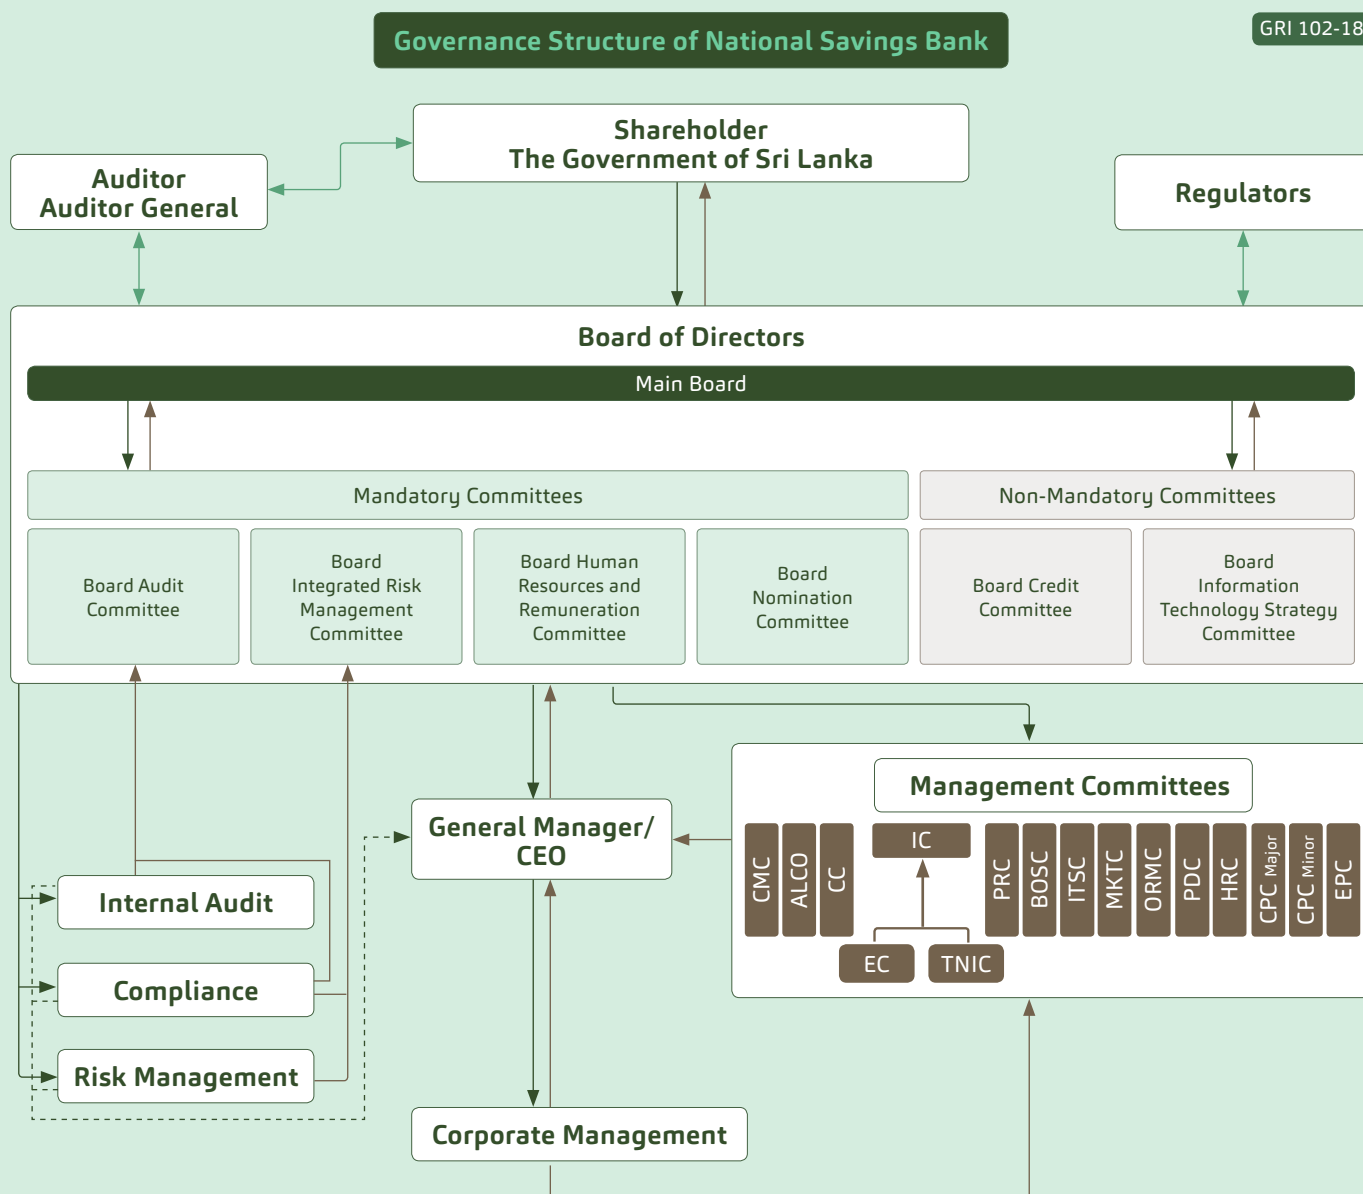 Governance Structure of National Savings Bank
GRI 102-18
Shareholder
The Government of Sri Lanka
Auditor
Auditor General
Regulators
Board of Directors
Main Board
Mandatory Committees
Non-Mandatory Committees
Board Audit
Committee
Board
Integrated Risk
Management
Committee
Board Human
Resources and
Remuneration
Committee
Board
Nomination
Committee
Board Credit
Committee
Board
Information
Technology Strategy
Committee
Management Committees
General Manager/
CEO
CMC
ALCO
CC
IC
EC
TNIC
PRC
BOSC
ITSC
MKTC
ORMC
PDC
HRC
CPC Major
CPC Minor
EPC
Internal Audit
Compliance
Risk Management
Corporate Management